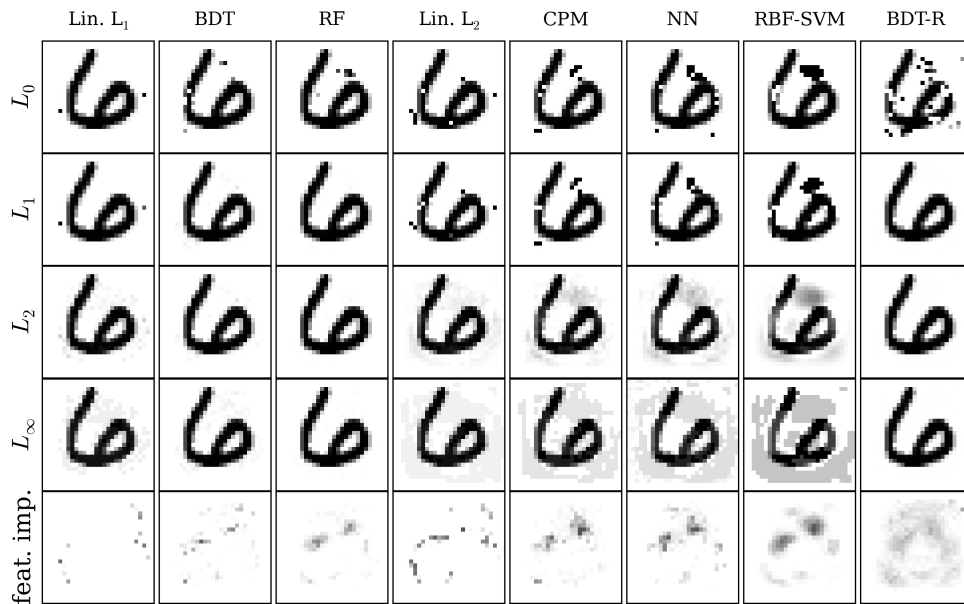 Lin. L₁ BDT RF Lin. L₂ CPM NN RBF-SVM BDT-R
L₀
L₁
L₂
L∞
feat. imp.